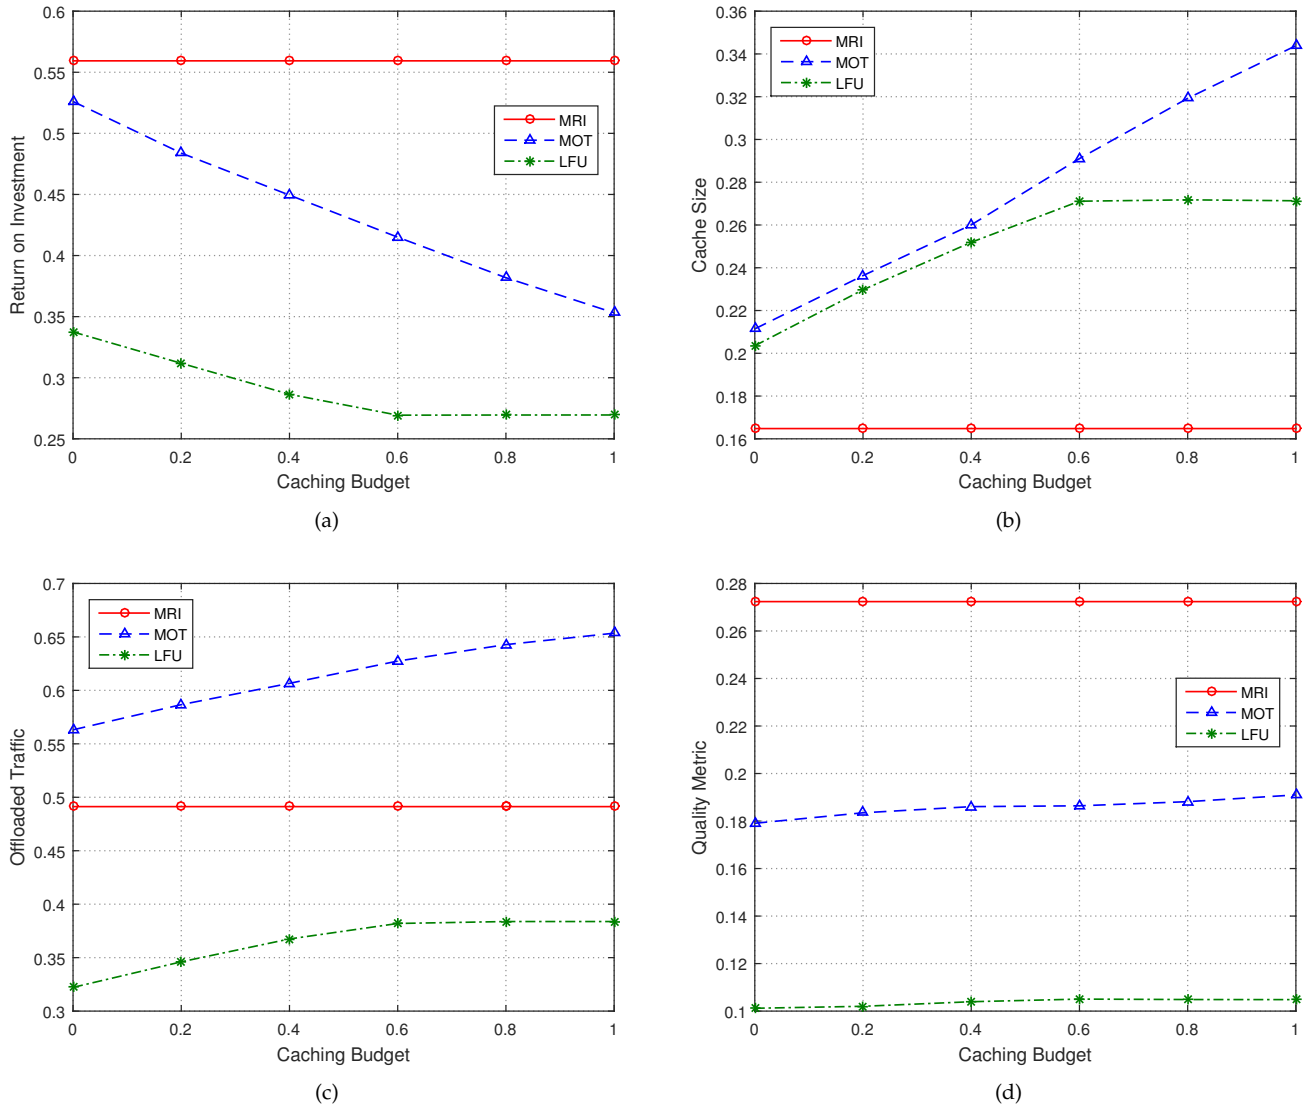 0.6
0.55
0.5
0.45
0.4
0.35
0.3
0.25
Return on Investment
MRI
MOT
LFU
0 0.2 0.4 0.6 0.8 1
Caching Budget
(a)
0.36
0.34
0.32
0.3
0.28
0.26
0.24
0.22
0.2
0.18
0.16
Cache Size
MRI
MOT
LFU
0 0.2 0.4 0.6 0.8 1
Caching Budget
(b)
0.7
0.65
0.6
0.55
0.5
0.45
0.4
0.35
0.3
Offloaded Traffic
MRI
MOT
LFU
0 0.2 0.4 0.6 0.8 1
Caching Budget
(c)
0.28
0.26
0.24
0.22
0.2
0.18
0.16
0.14
0.12
0.1
Quality Metric
MRI
MOT
LFU
0 0.2 0.4 0.6 0.8 1
Caching Budget
(d)